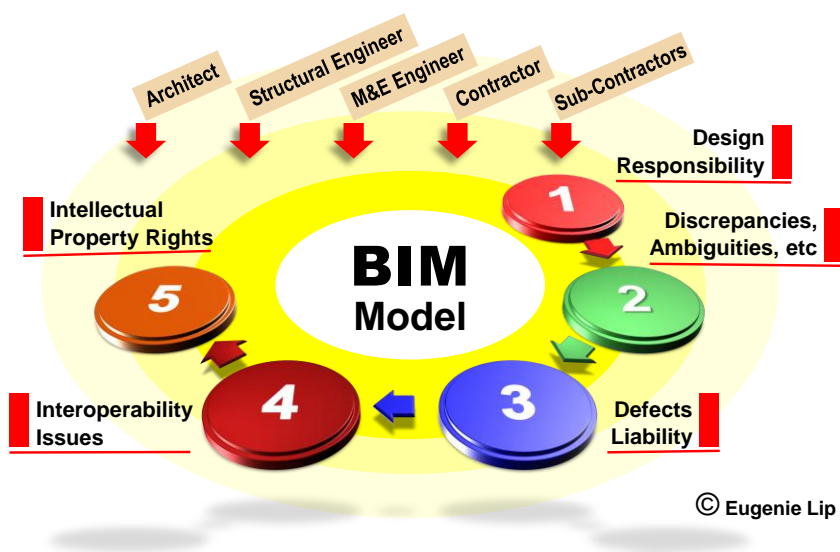 Architect
Structural Engineer
M&E Engineer
Contractor
Sub-Contractors
Design
Responsibility
1
Intellectual
Property Rights
Discrepancies,
Ambiguities, etc
BIM
Model
5
2
4
3
Interoperability
Issues
Defects
Liability
© Eugenie Lip